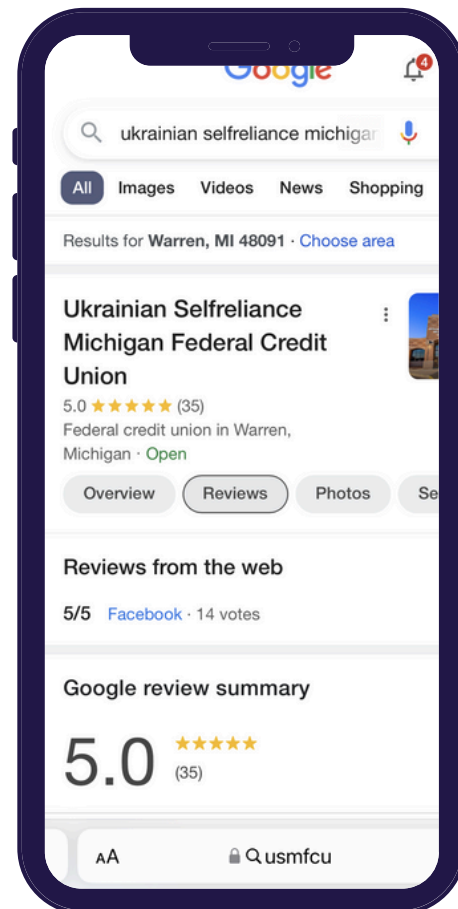 Google
4
ukrainian selfreliance michigan
All Images Videos News Shopping
Results for Warren, MI 48091 · Choose area
Ukrainian Selfreliance
Michigan Federal Credit
Union
5.0 ★★★★★ (35)
Federal credit union in Warren,
Michigan · Open
Overview Reviews Photos Se
Reviews from the web
5/5 Facebook · 14 votes
Google review summary
5.0 ★★★★★
(35)
AA usmfcu